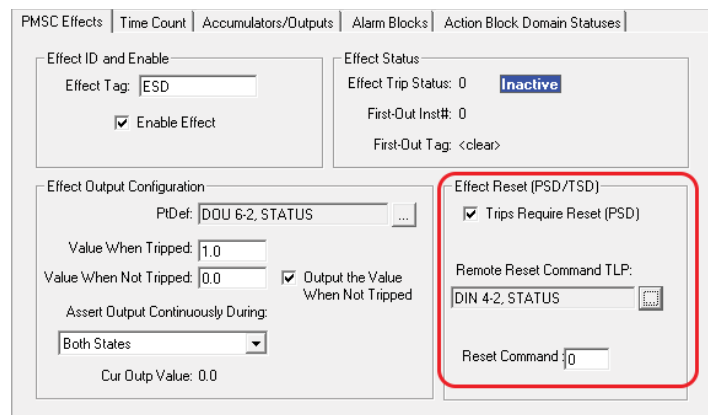 PMSC Effects Time Count Accumulators/Outputs Alarm Blocks Action Block Domain Statuses
Effect ID and Enable
Effect Tag: ESD
Enable Effect
Effect Status
Effect Trip Status: 0 Inactive
First-Out Inst#: 0
First-Out Tag: <clear>
Effect Output Configuration
PtDef: DOU 6-2, STATUS ...
Value When Tripped: 1.0
Value When Not Tripped: 0.0
Output the Value
When Not Tripped
Assert Output Continuously During:
Both States
Cur Outp Value: 0.0
Effect Reset (PSD/TSD)
Trips Require Reset (PSD)
Remote Reset Command TLP:
DIN 4-2, STATUS ...
Reset Command : 0